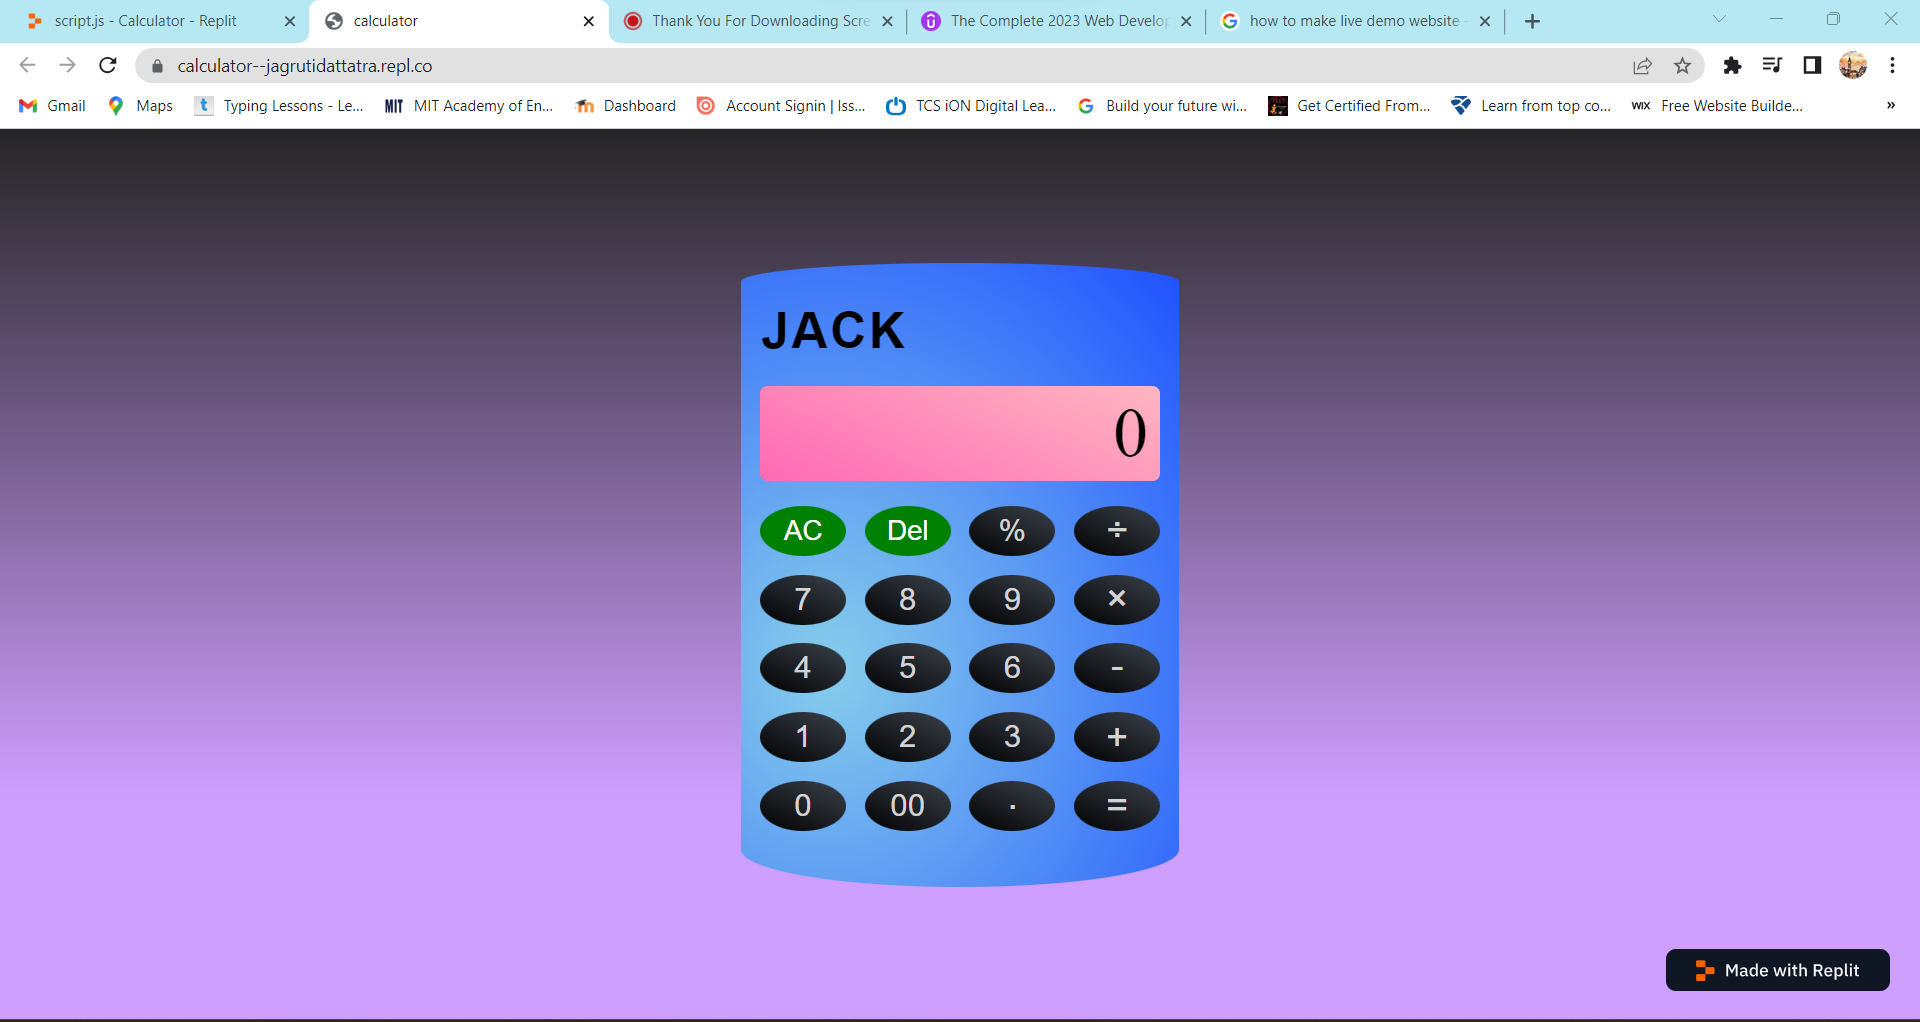 script.js - Calculator - Replit
calculator
Thank You For Downloading Scre
The Complete 2023 Web Develop
how to make live demo website -
calculator--jagrutidattatra.repl.co
Gmail
Maps
t
Typing Lessons - Le...
MIT
MIT Academy of En...
Dashboard
Account Signin | Iss...
TCS iON Digital Lea...
Build your future wi...
Get Certified From...
Learn from top co...
WIX
Free Website Builde...
»
JACK
0
AC Del % ÷
7 8 9 ×
4 5 6 -
1 2 3 +
0 00 . =
Made with Replit